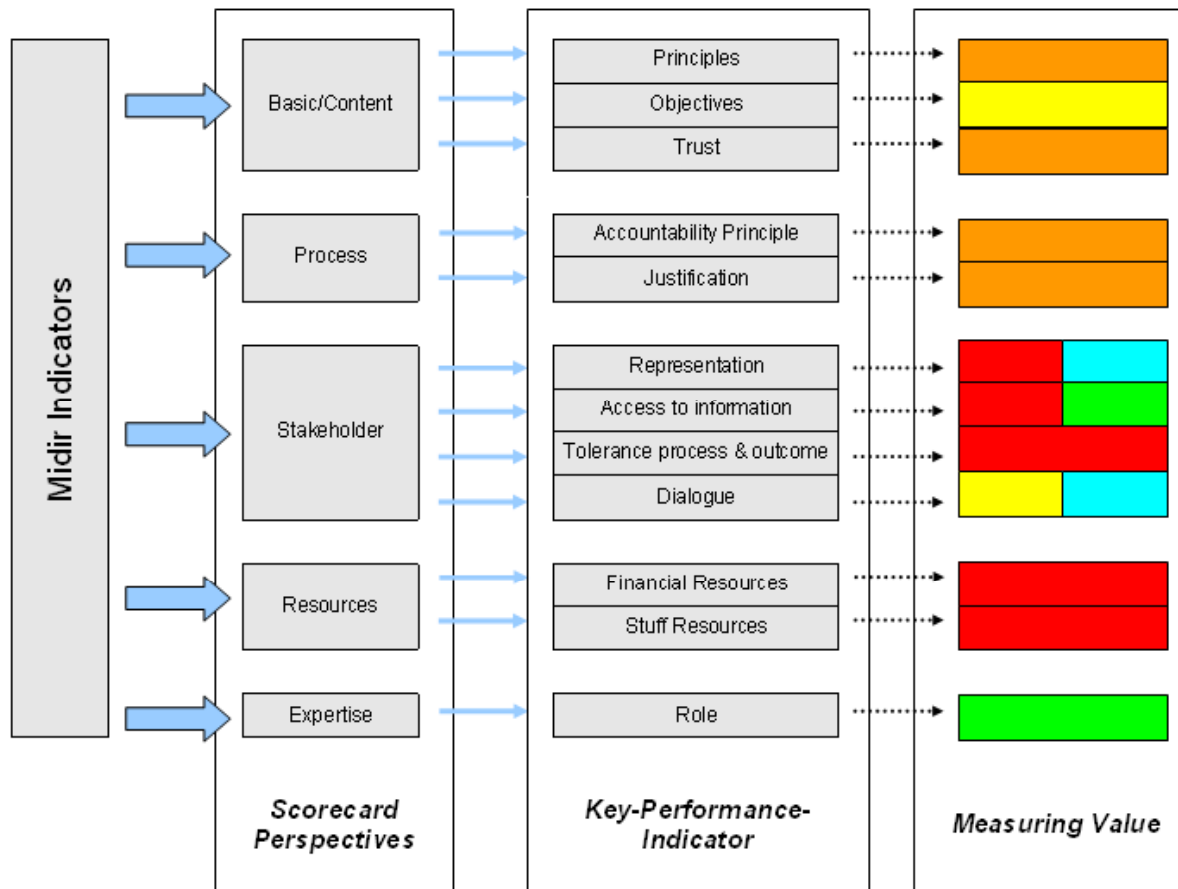 Midir Indicators
Basic/Content
Principles
Objectives
Trust
Process
Accountability Principle
Justification
Stakeholder
Representation
Access to information
Tolerance process & outcome
Dialogue
Resources
Financial Resources
Stuff Resources
Expertise
Role
Scorecard
Perspectives
Key-Performance-
Indicator
Measuring Value